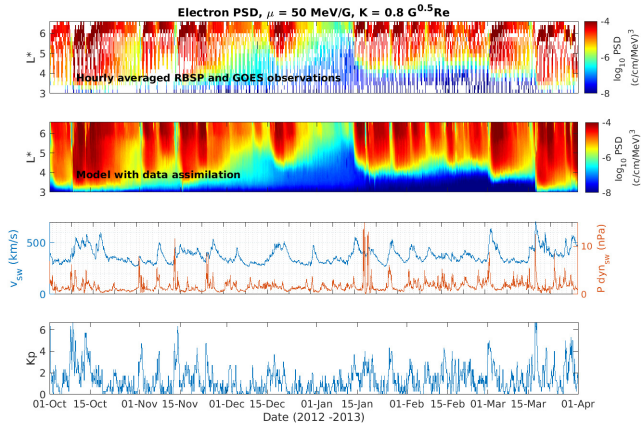 Electron PSD, μ = 50 MeV/G, K = 0.8 G^0.5Re
6
5
4
3
L*
Hourly averaged RBSP and GOES observations
-4
-6
-8
log10 PSD
(c/cm/MeV)^3
6
5
4
3
L*
Model with data assimilation
-4
-6
-8
log10 PSD
(c/cm/MeV)^3
500
0
v_sw (km/s)
10
0
P dyn_sw (nPa)
6
4
2
0
Kp
01-Oct 15-Oct 01-Nov 15-Nov 01-Dec 15-Dec 01-Jan 15-Jan 01-Feb 15-Feb 01-Mar 15-Mar 01-Apr
Date (2012 -2013)